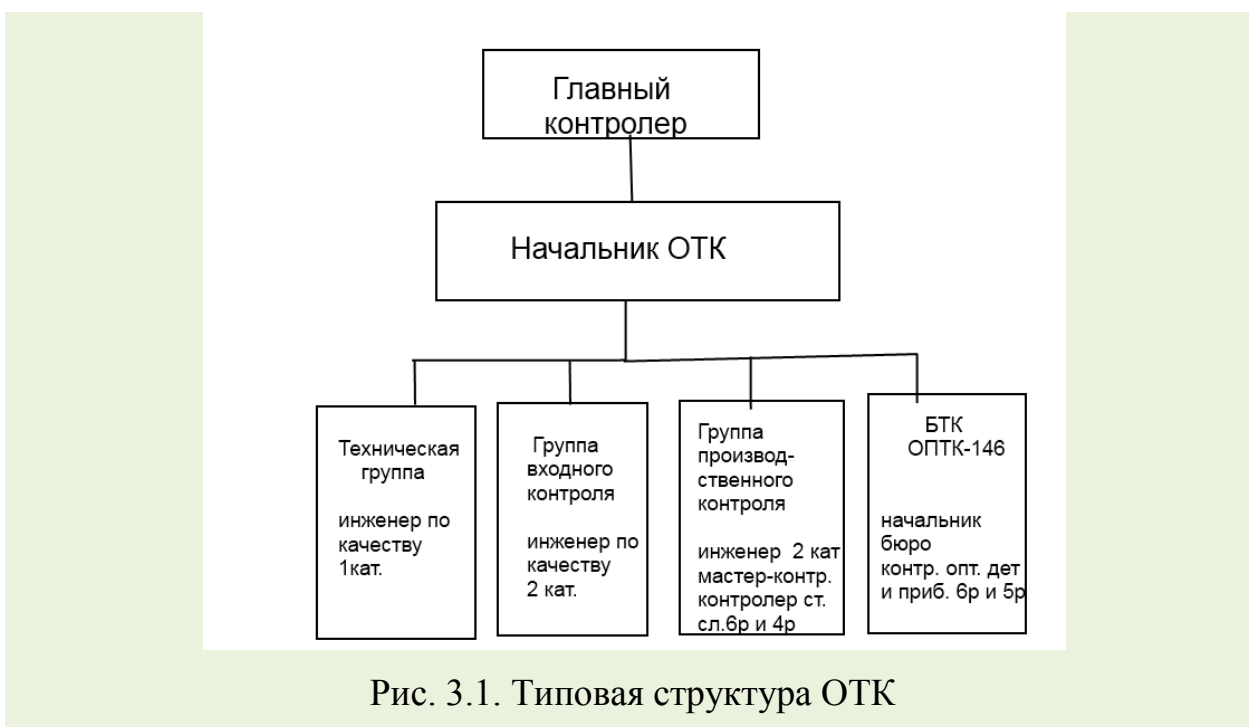 Главный
контролер
Начальник ОТК
Техническая
группа
инженер по
качеству
1кат.
Группа
входного
контроля
инженер по
качеству
2 кат.
Группа
производ-
ственного
контроля
инженер 2 кат
мастер-контр.
контролер ст.
сл.6р и 4р
БТК
ОПТК-146
начальник
бюро
контр. опт. дет
и приб. 6р и 5р
Рис. 3.1. Типовая структура ОТК